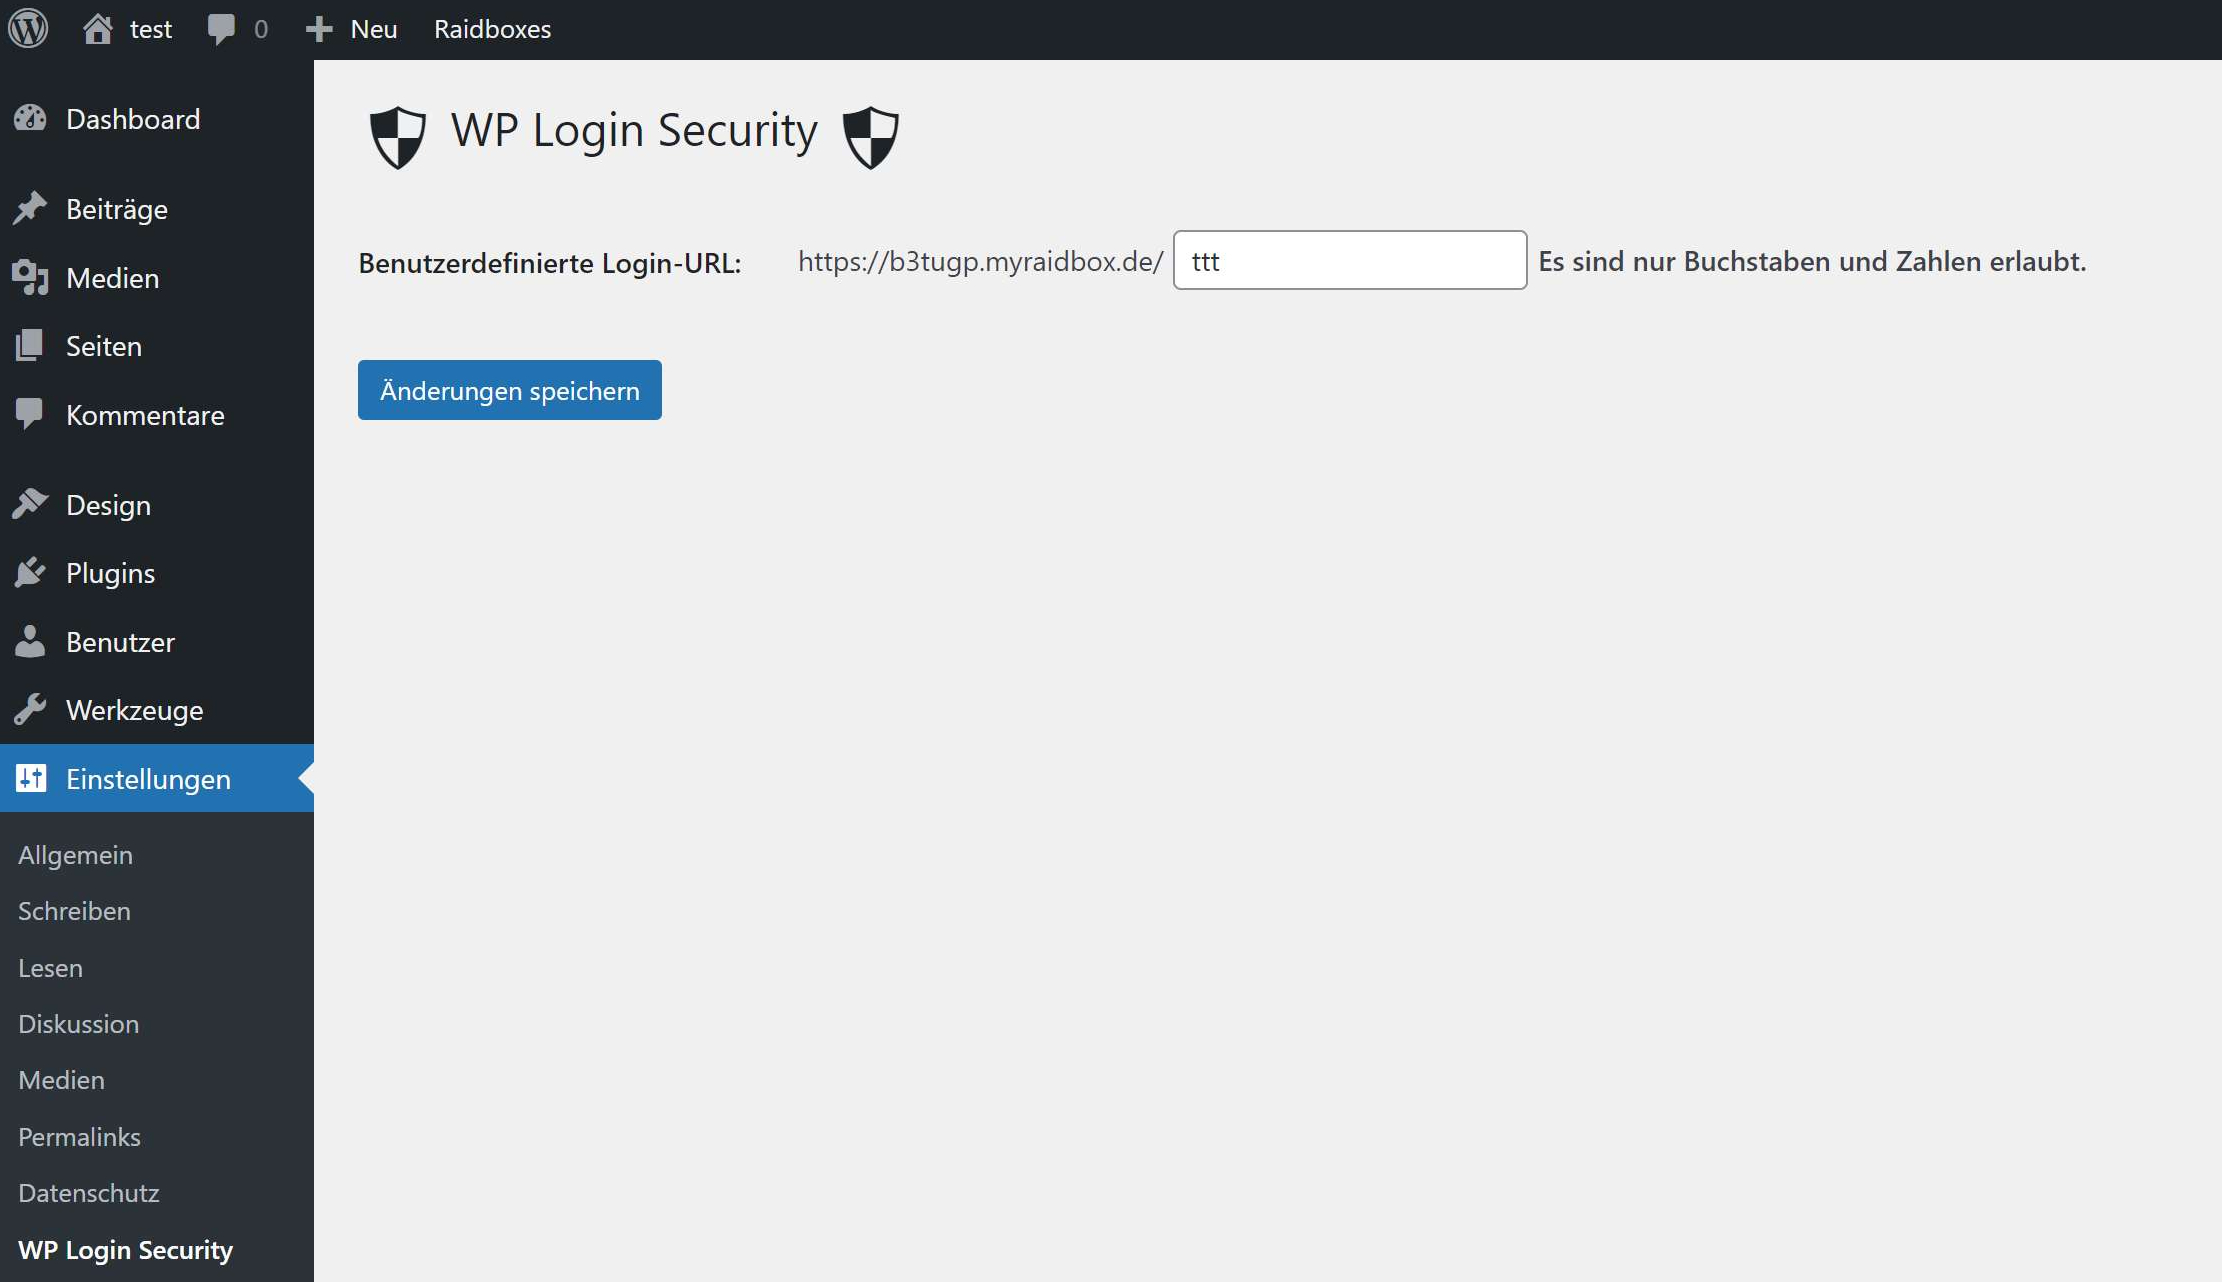 test
0
Neu
Raidboxes
Dashboard
Beiträge
Medien
Seiten
Kommentare
Design
Plugins
Benutzer
Werkzeuge
Einstellungen
Allgemein
Schreiben
Lesen
Diskussion
Medien
Permalinks
Datenschutz
WP Login Security
WP Login Security
Benutzerdefinierte Login-URL: https://b3tugp.myraidbox.de/ ttt Es sind nur Buchstaben und Zahlen erlaubt.
Änderungen speichern